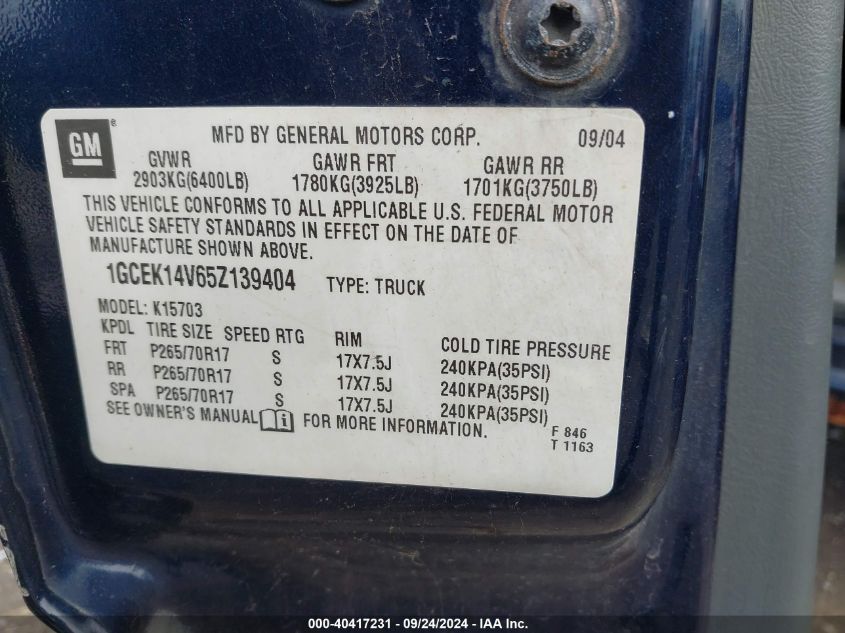 GM ® MFD BY GENERAL MOTORS CORP. 09/04
GVWR GAWR FRT GAWR RR
2903KG(6400LB) 1780KG(3925LB) 1701KG(3750LB)
THIS VEHICLE CONFORMS TO ALL APPLICABLE U.S. FEDERAL MOTOR
VEHICLE SAFETY STANDARDS IN EFFECT ON THE DATE OF
MANUFACTURE SHOWN ABOVE.
1GCEK14V65Z139404 TYPE: TRUCK
MODEL: K15703
KPDL TIRE SIZE SPEED RTG RIM COLD TIRE PRESSURE
FRT P265/70R17 S 17X7.5J 240KPA(35PSI)
RR P265/70R17 S 17X7.5J 240KPA(35PSI)
SPA P265/70R17 S 17X7.5J 240KPA(35PSI)
SEE OWNER'S MANUAL i FOR MORE INFORMATION.
F 846
T 1163
000-40417231 - 09/24/2024 - IAA Inc.